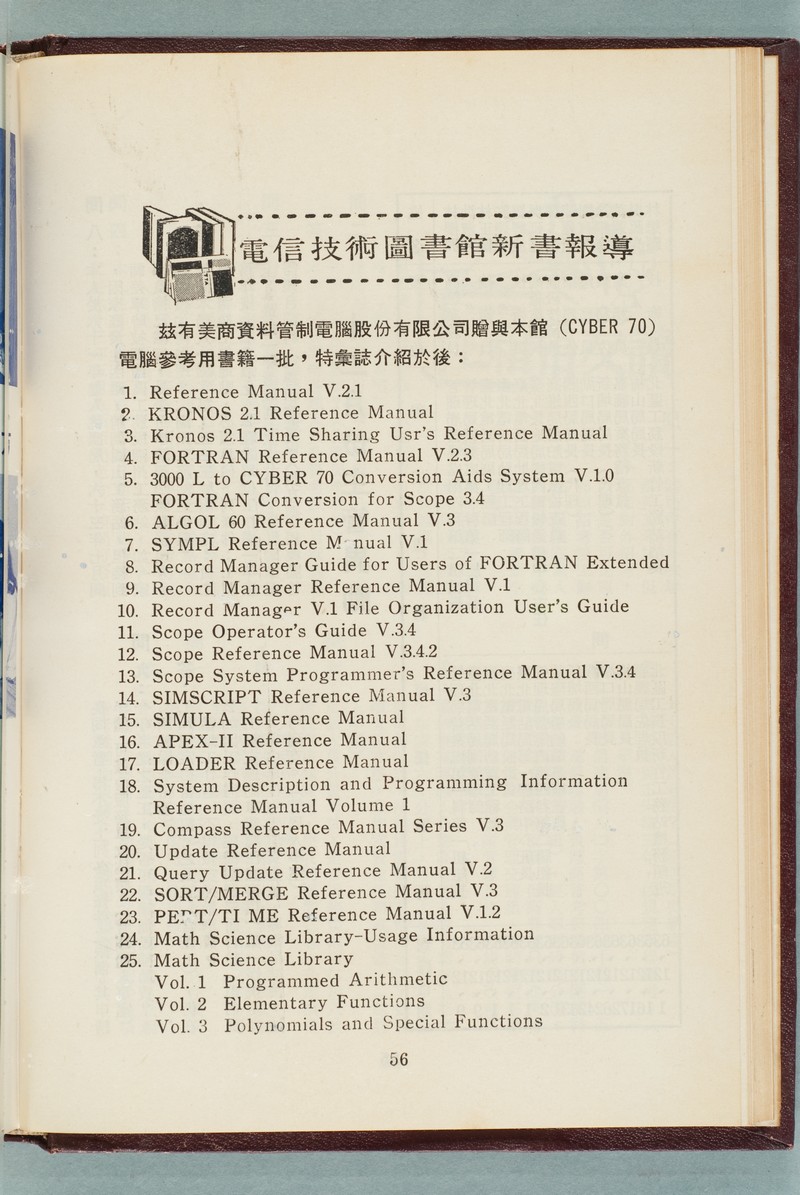 電信技術圖書館新書報導
玆有美商資料管制電腦股份有限公司贈與本館（CYBER 70）
電腦參考用書籍一批，特彙誌介紹於後：
1. Reference Manual V.2.1
2. KRONOS 2.1 Reference Manual
3. Kronos 2.1 Time Sharing Usr's Reference Manual
4. FORTRAN Reference Manual V.2.3
5. 3000 L to CYBER 70 Conversion Aids System V.1.0
FORTRAN Conversion for Scope 3.4
6. ALGOL 60 Reference Manual V.3
7. SYMPL Reference M nual V.1
8. Record Manager Guide for Users of FORTRAN Extended
9. Record Manager Reference Manual V.1
10. Record Manager V.1 File Organization User's Guide
11. Scope Operator's Guide V.3.4
12. Scope Reference Manual V.3.4.2
13. Scope System Programmer's Reference Manual V.3.4
14. SIMSCRIPT Reference Manual V.3
15. SIMULA Reference Manual
16. APEX-II Reference Manual
17. LOADER Reference Manual
18. System Description and Programming Information
Reference Manual Volume 1
19. Compass Reference Manual Series V.3
20. Update Reference Manual
21. Query Update Reference Manual V.2
22. SORT/MERGE Reference Manual V.3
23. PERT/TI ME Reference Manual V.1.2
24. Math Science Library-Usage Information
25. Math Science Library
Vol. 1 Programmed Arithmetic
Vol. 2 Elementary Functions
Vol. 3 Polynomials and Special Functions
56